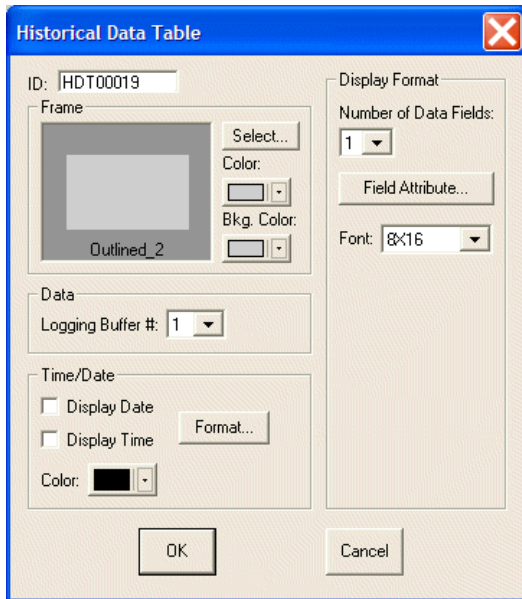 Historical Data Table
ID: HDT00019
Frame
Select...
Color:
Bkg. Color:
Outlined_2
Data
Logging Buffer #: 1
Time/Date
Display Date
Display Time
Format...
Color:
Display Format
Number of Data Fields:
1
Field Attribute...
Font: 8X16
OK
Cancel